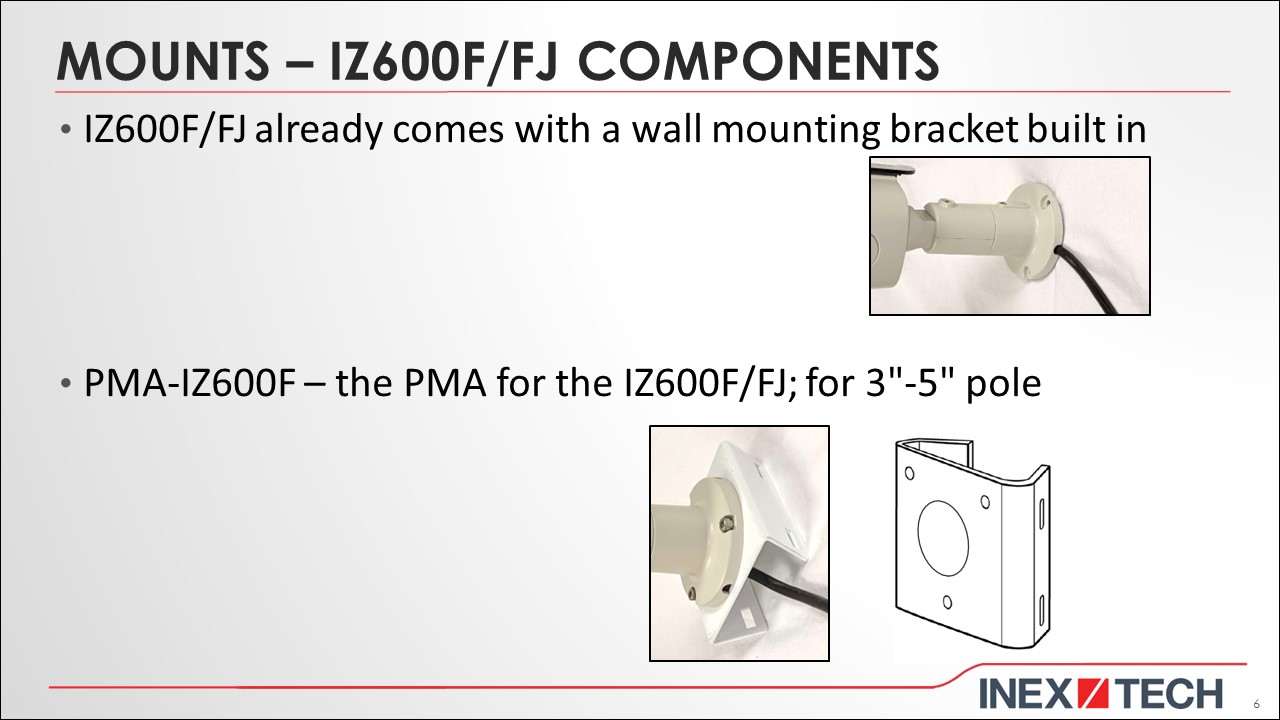 MOUNTS – IZ600F/FJ COMPONENTS
• IZ600F/FJ already comes with a wall mounting bracket built in
• PMA-IZ600F – the PMA for the IZ600F/FJ; for 3"-5" pole
INEX TECH
6